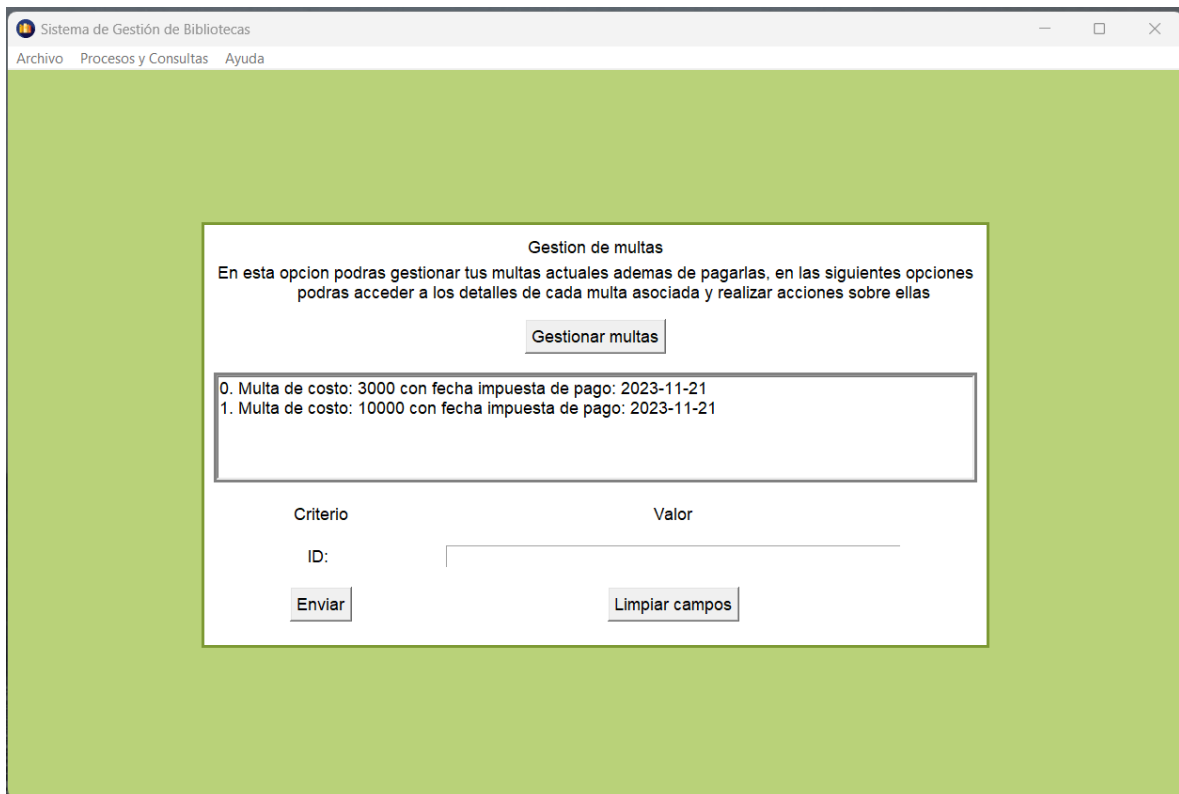 Sistema de Gestión de Bibliotecas
Archivo Procesos y Consultas Ayuda
Gestion de multas
En esta opcion podras gestionar tus multas actuales ademas de pagarlas, en las siguientes opciones
podras acceder a los detalles de cada multa asociada y realizar acciones sobre ellas
Gestionar multas
0. Multa de costo: 3000 con fecha impuesta de pago: 2023-11-21
1. Multa de costo: 10000 con fecha impuesta de pago: 2023-11-21
Criterio Valor
ID:
Enviar Limpiar campos